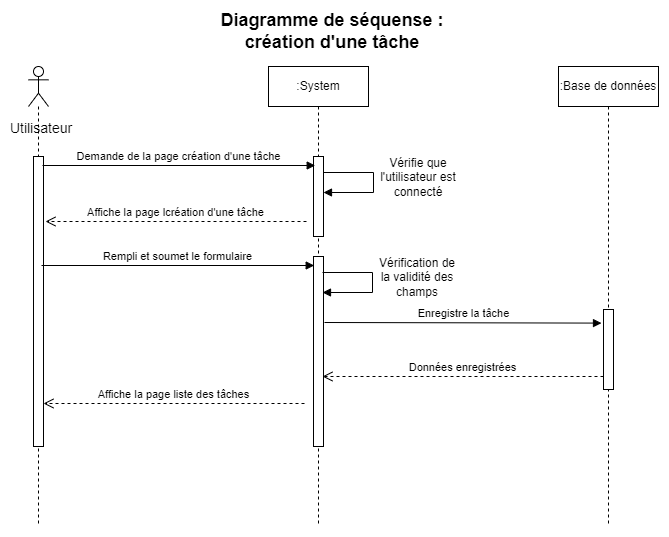 Diagramme de séquense :
création d'une tâche
:System
:Base de données
Utilisateur
Demande de la page création d'une tâche
Vérifie que
l'utilisateur est
connecté
Affiche la page lcréation d'une tâche
Rempli et soumet le formulaire
Vérification de
la validité des
champs
Enregistre la tâche
Données enregistrées
Affiche la page liste des tâches